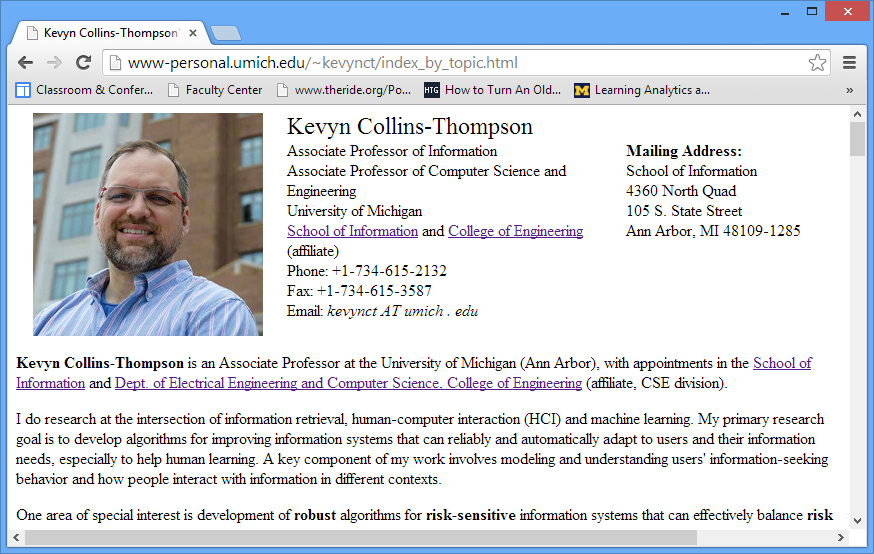 Kevyn Collins-Thompson'
www-personal.umich.edu/~kevynct/index_by_topic.html
Classroom & Confer... Faculty Center www.theride.org/Po... HTG How to Turn An Old... M Learning Analytics a... »
Kevyn Collins-Thompson
Associate Professor of Information
Associate Professor of Computer Science and
Engineering
University of Michigan
School of Information and College of Engineering
(affiliate)
Phone: +1-734-615-2132
Fax: +1-734-615-3587
Email: kevynct AT umich . edu
Mailing Address:
School of Information
4360 North Quad
105 S. State Street
Ann Arbor, MI 48109-1285
Kevyn Collins-Thompson is an Associate Professor at the University of Michigan (Ann Arbor), with appointments in the School of
Information and Dept. of Electrical Engineering and Computer Science, College of Engineering (affiliate, CSE division).
I do research at the intersection of information retrieval, human-computer interaction (HCI) and machine learning. My primary research
goal is to develop algorithms for improving information systems that can reliably and automatically adapt to users and their information
needs, especially to help human learning. A key component of my work involves modeling and understanding users' information-seeking
behavior and how people interact with information in different contexts.
One area of special interest is development of robust algorithms for risk-sensitive information systems that can effectively balance risk